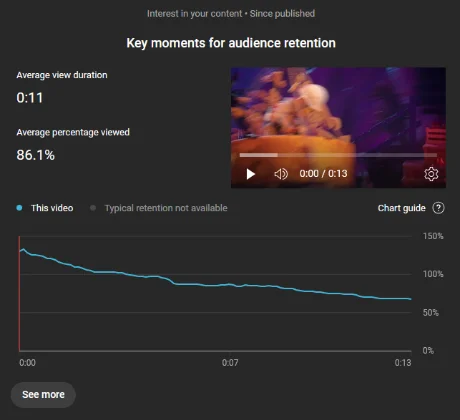 Interest in your content • Since published
Key moments for audience retention
Average view duration
0:11
Average percentage viewed
86.1%
0:00 / 0:13
This video
Typical retention not available
Chart guide ?
150%
100%
50%
0%
0:00 0:07 0:13
See more